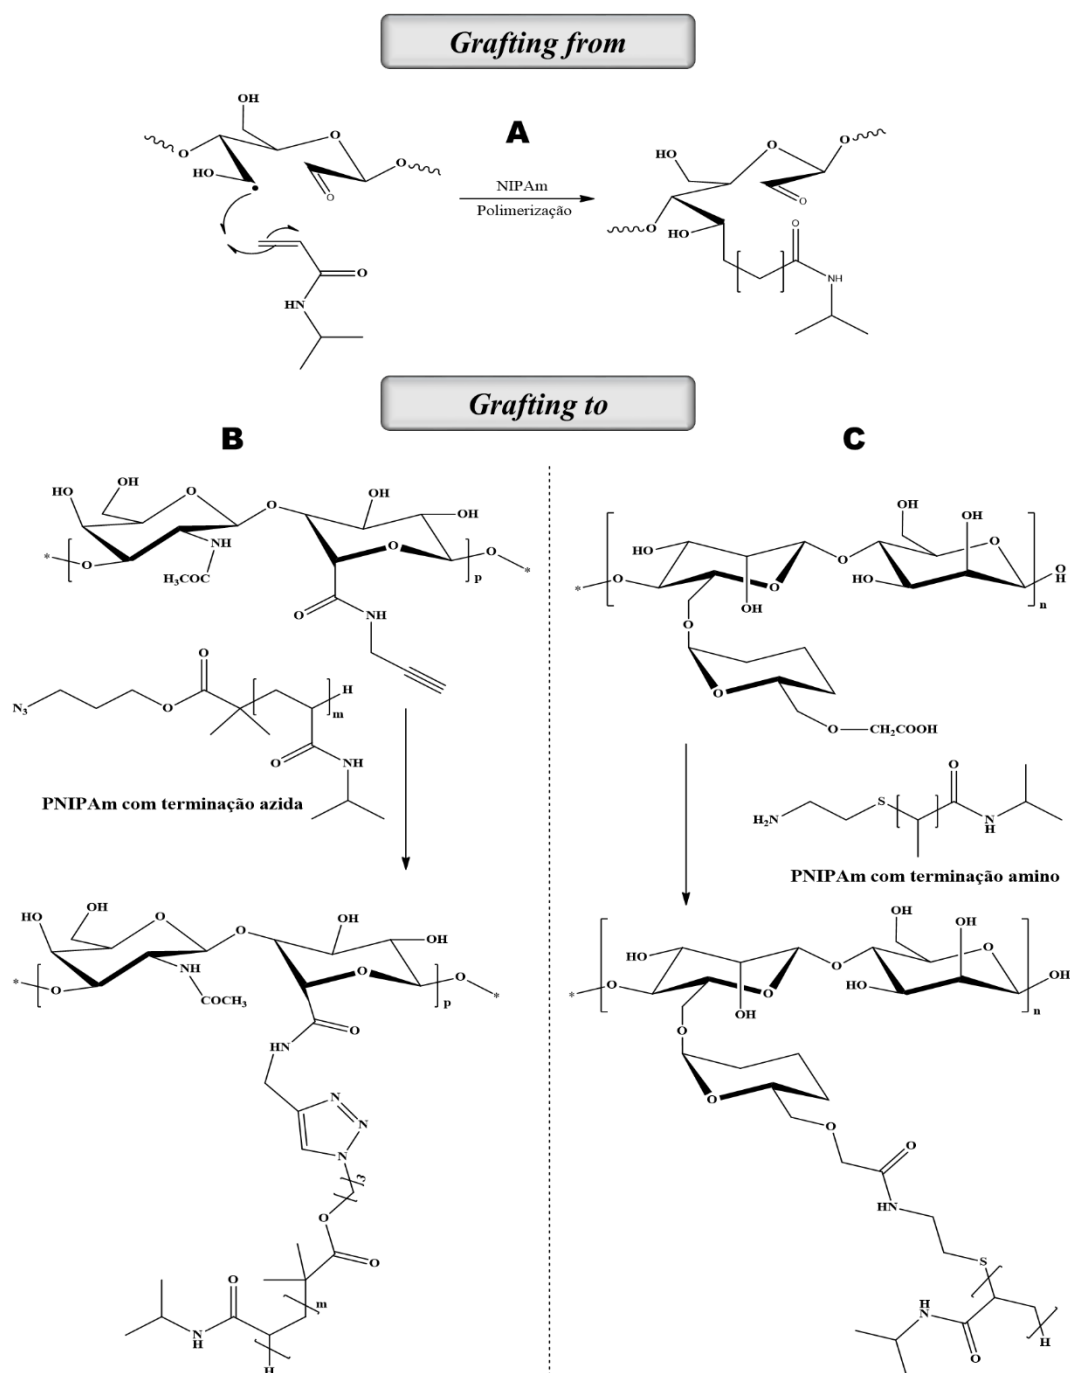 Grafting from
A
OH
O
O
O
HO
O
NIPAm
Polimerização
O
HN
O
O
HO
O
O
HO
O
NH
Grafting to
B
C
OH
HO
O
O
OH
OH
NH
O
O
O
* [
] p *
H₃COC
O
NH
O
N₃
O
H
m
O
NH
PNIPAm com terminação azida
OH
OH
HO
O
O
O
HO
OH
O
O
OH
* [
] n
O
O
O
CH₂COOH
O
S
H₂N
N
H
PNIPAm com terminação amino
OH
HO
O
O
OH
OH
NH
O
O
O
* [
] p *
COCH₃
O
HN
N
N
N
3
O
O
O
m
N
H
H
OH
OH
HO
O
O
O
HO
OH
O
O
OH
* [
] n
O
O
O
O
HN
S
H
N
O
H